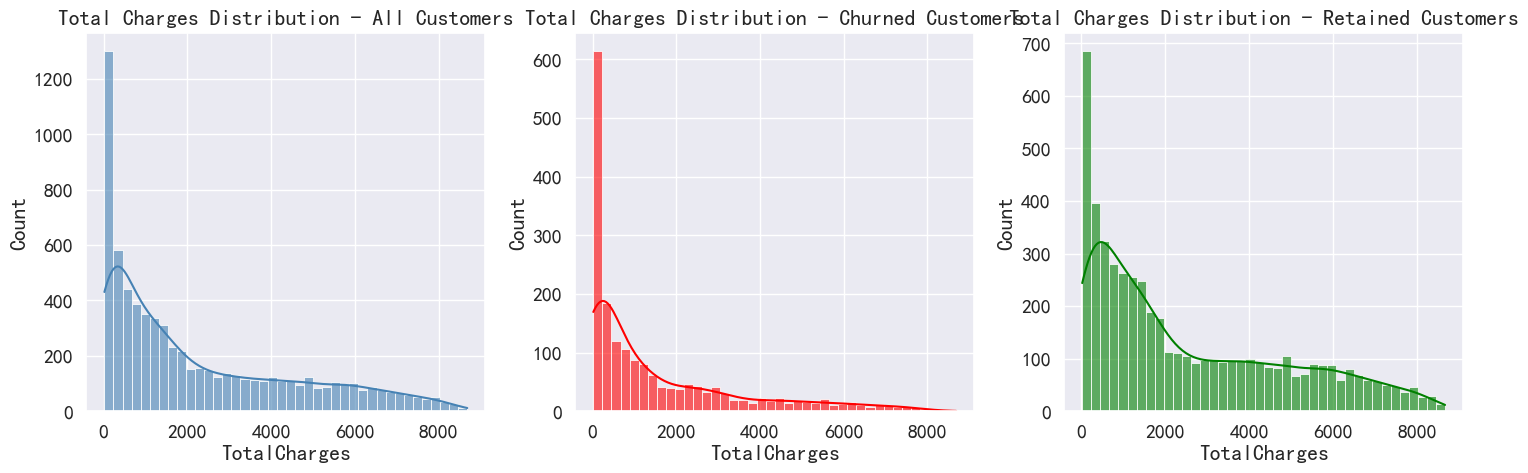 Total Charges Distribution - All Customers
1200
1000
800
600
400
200
0
Count
0 2000 4000 6000 8000
TotalCharges
Total Charges Distribution - Churned Customers
600
500
400
300
200
100
0
Count
0 2000 4000 6000 8000
TotalCharges
Total Charges Distribution - Retained Customers
700
600
500
400
300
200
100
0
Count
0 2000 4000 6000 8000
TotalCharges